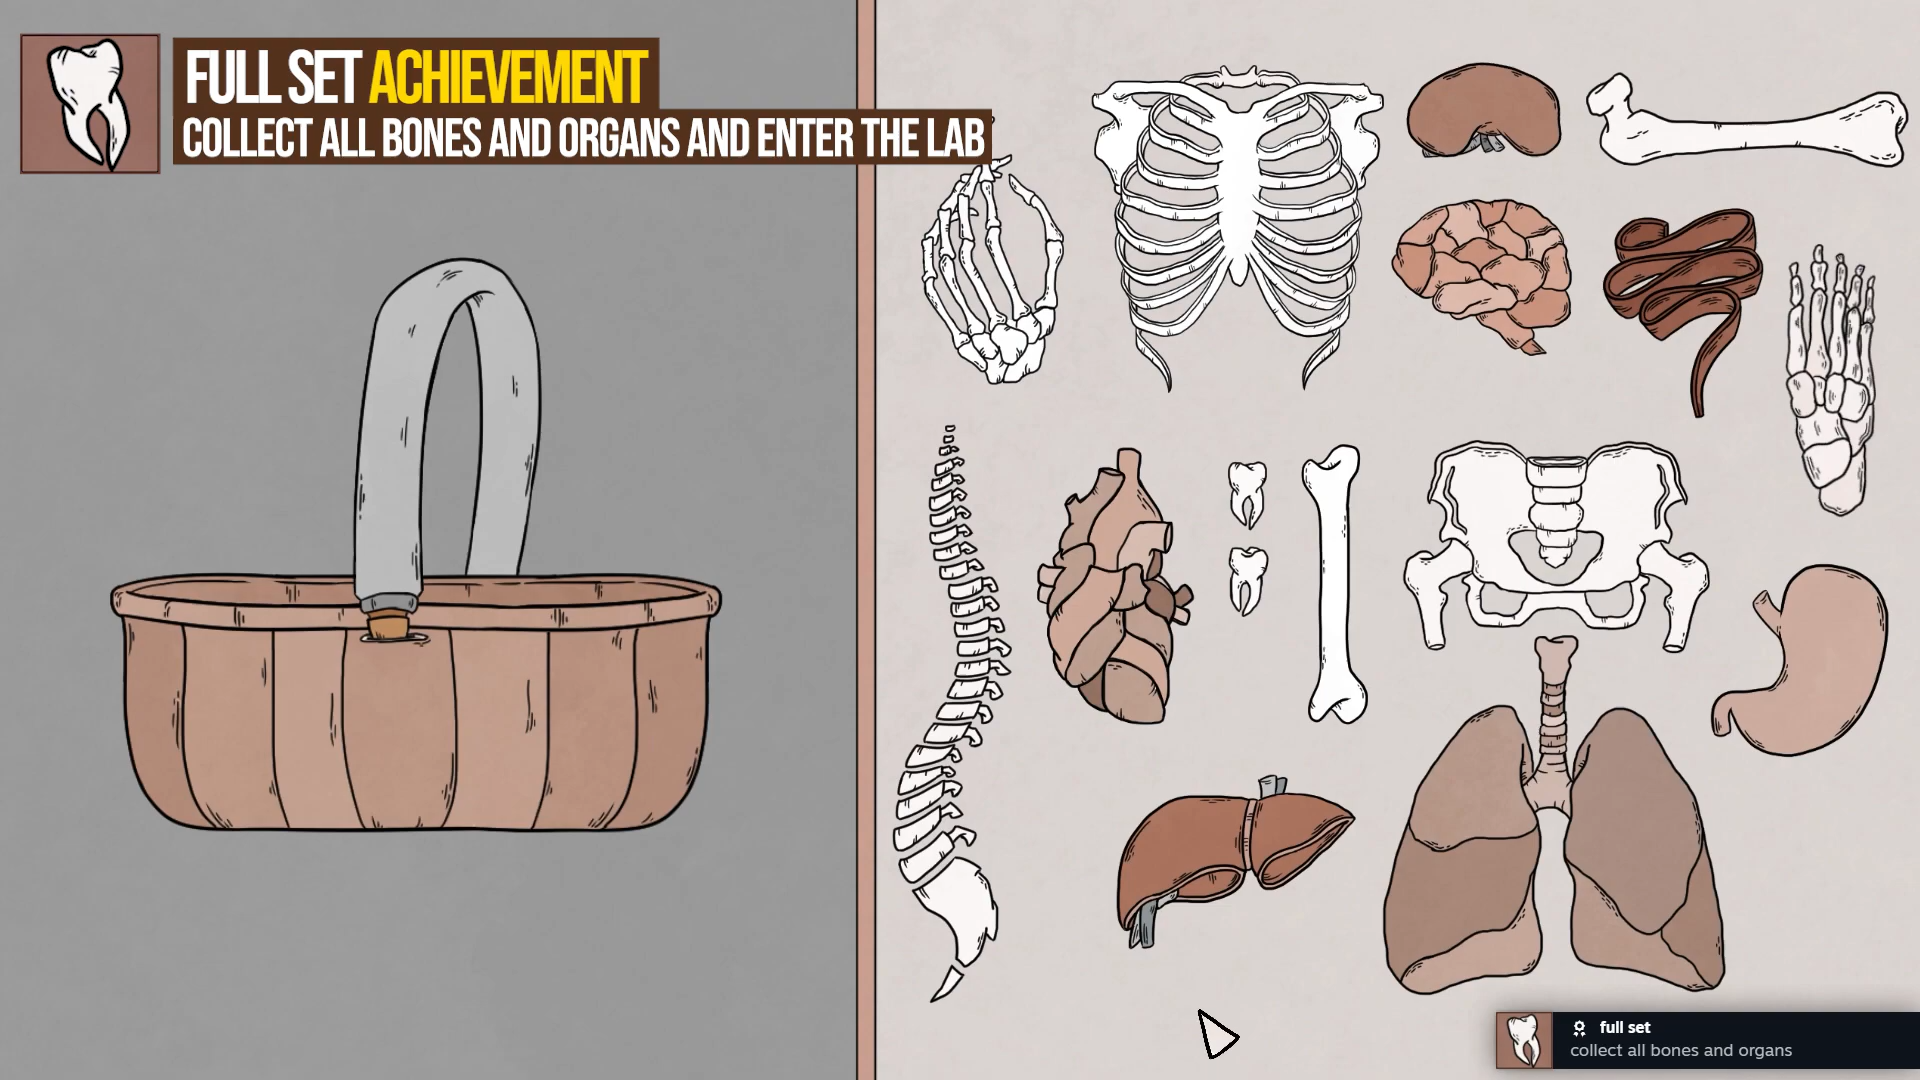 FULL SET ACHIEVEMENT
COLLECT ALL BONES AND ORGANS AND ENTER THE LAB
full set
collect all bones and organs